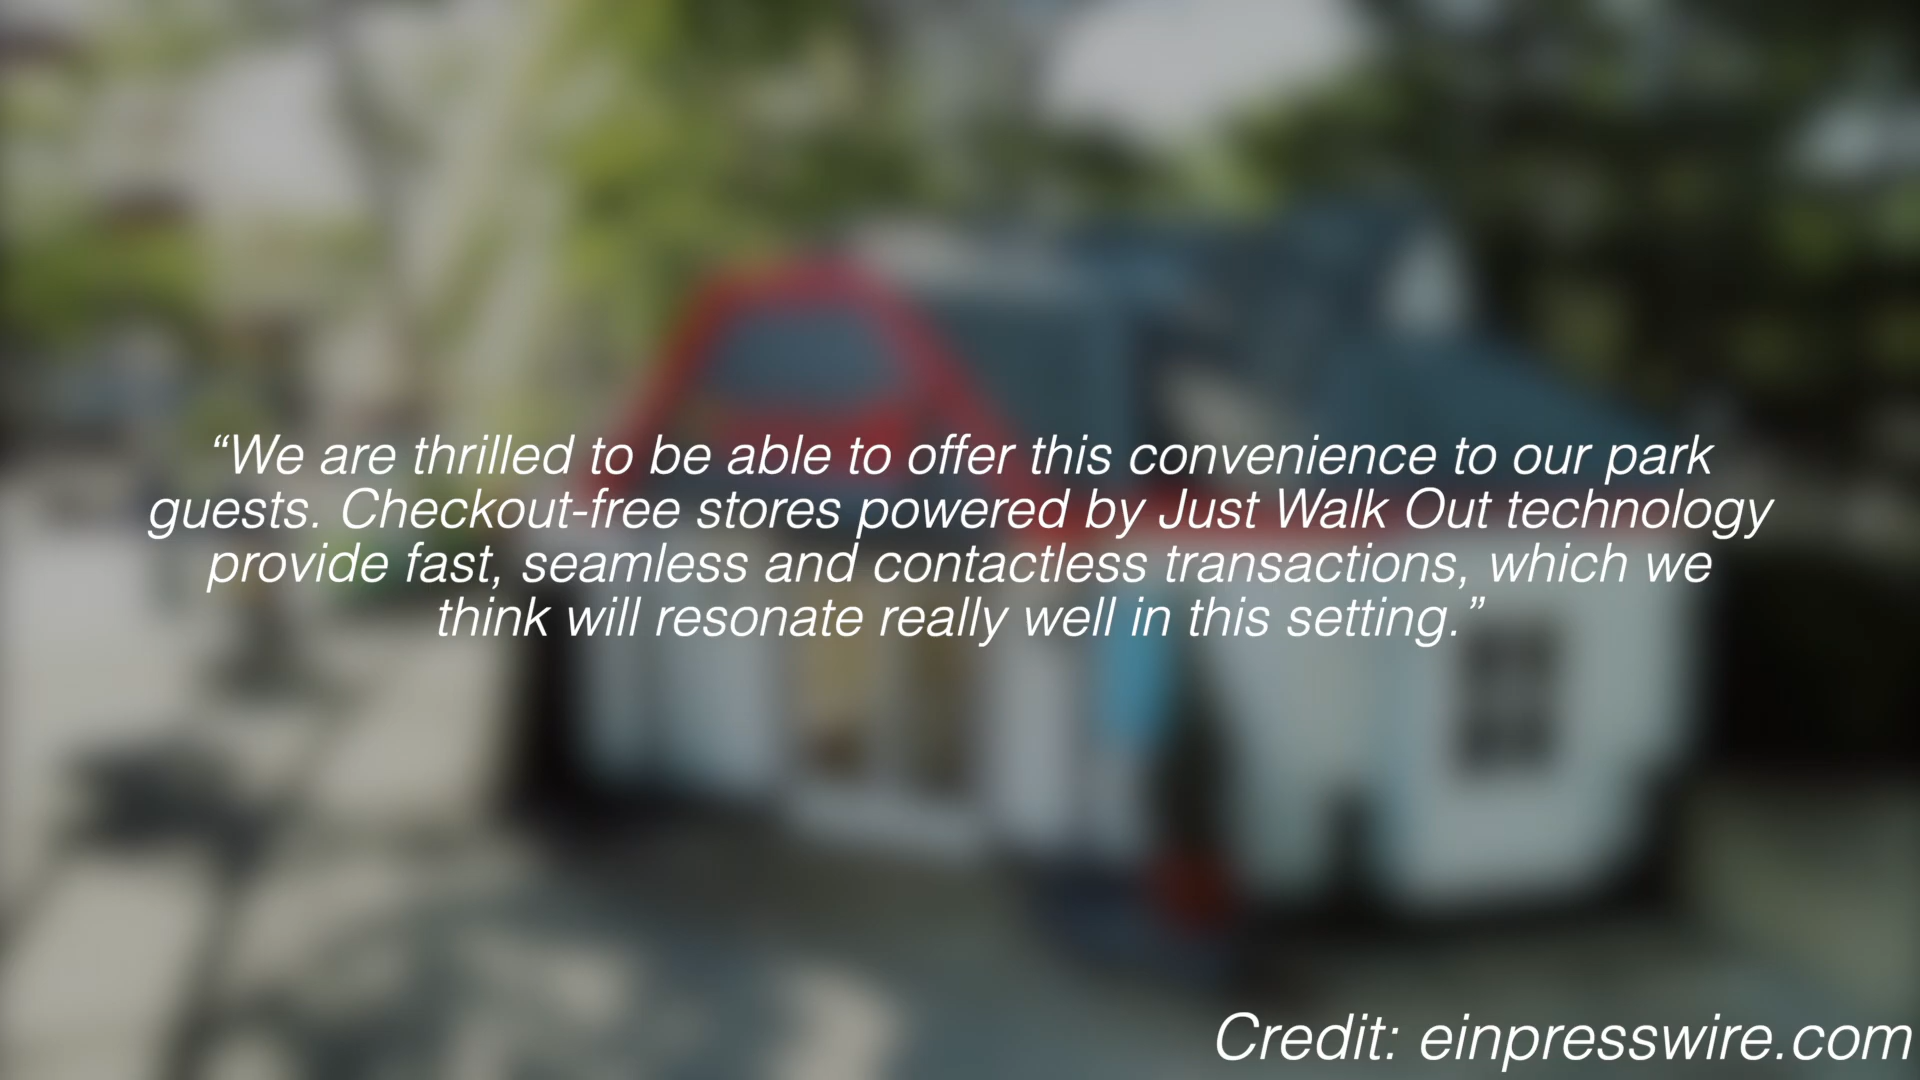 “We are thrilled to be able to offer this convenience to our park
guests. Checkout-free stores powered by Just Walk Out technology
provide fast, seamless and contactless transactions, which we
think will resonate really well in this setting.”
Credit: einpresswire.com